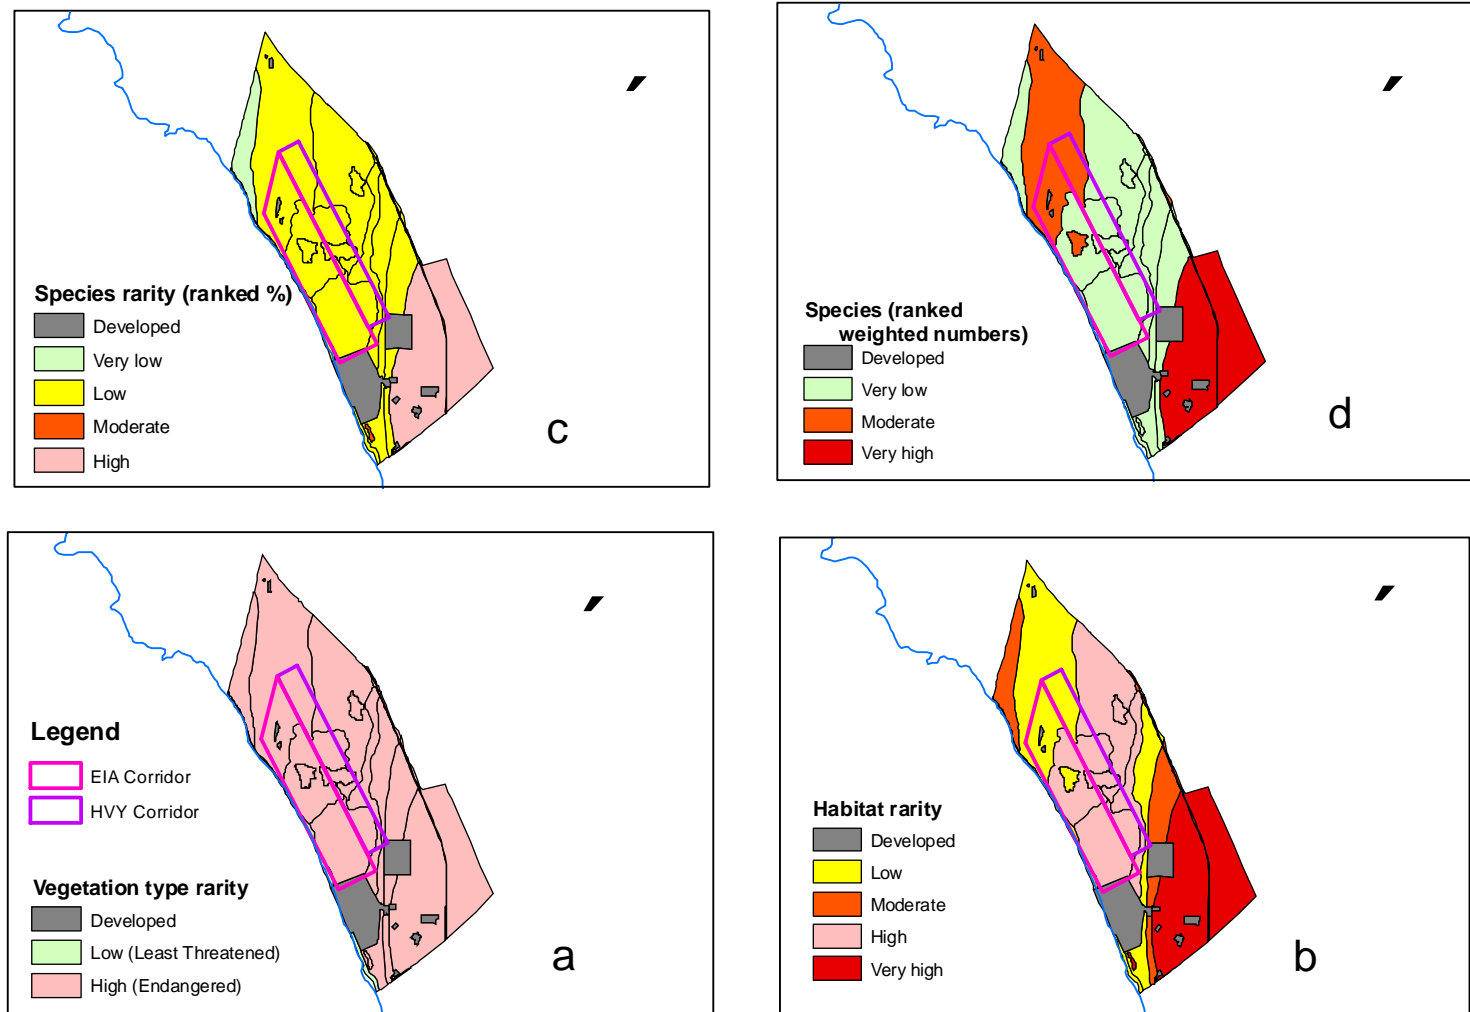 Species rarity (ranked %)
Developed
Very low
Low
Moderate
High
c
Species (ranked
weighted numbers)
Developed
Very low
Moderate
Very high
d
Legend
EIA Corridor
HVY Corridor
Vegetation type rarity
Developed
Low (Least Threatened)
High (Endangered)
a
Habitat rarity
Developed
Low
Moderate
High
Very high
b